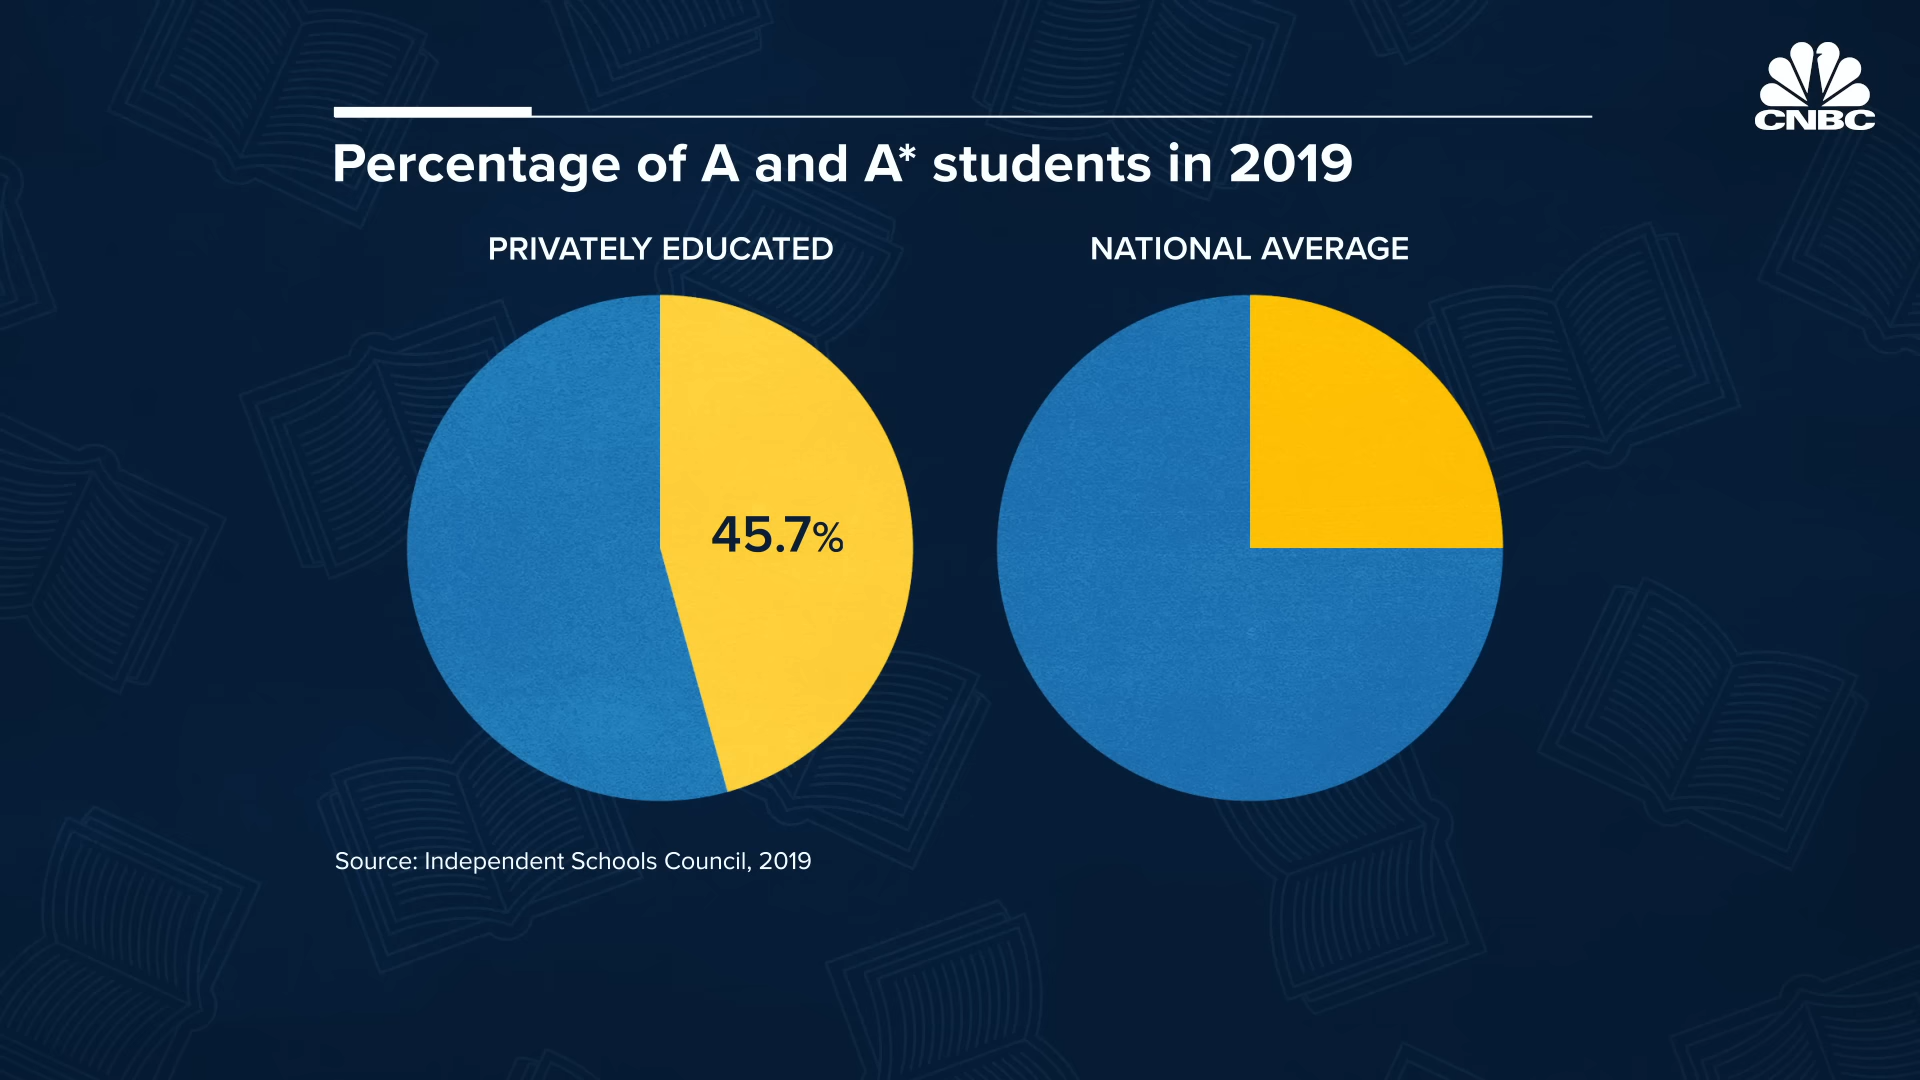 CNBC
Percentage of A and A* students in 2019
PRIVATELY EDUCATED
NATIONAL AVERAGE
45.7%
Source: Independent Schools Council, 2019